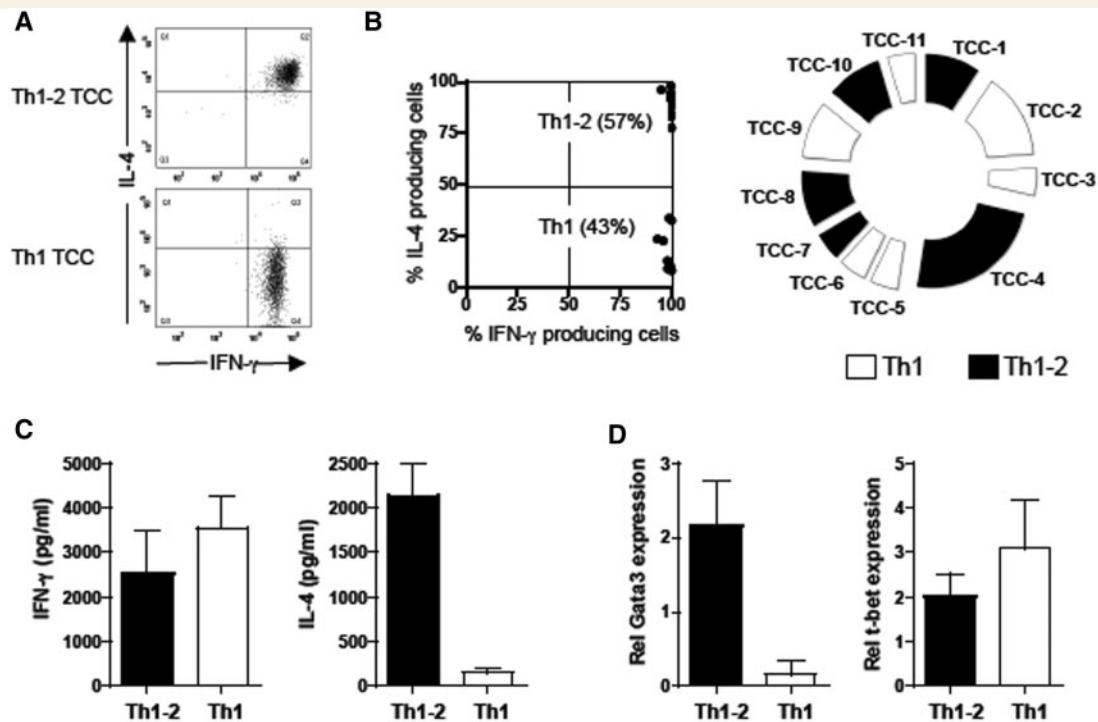 A
Th1-2 TCC
Th1 TCC
IL-4
IFN-γ
Q1
Q2
Q3
Q4
B
% IL-4 producing cells
100
75
50
25
0
Th1-2 (57%)
Th1 (43%)
0 25 50 75 100
% IFN-γ producing cells
TCC-1
TCC-2
TCC-3
TCC-4
TCC-5
TCC-6
TCC-7
TCC-8
TCC-9
TCC-10
TCC-11
Th1 Th1-2
C
IFN-γ (pg/ml)
5000
4000
3000
2000
1000
0
Th1-2 Th1
IL-4 (pg/ml)
2500
2000
1500
1000
500
0
Th1-2 Th1
D
Rel Gata3 expression
3
2
1
0
Th1-2 Th1
Rel t-bet expression
5
4
3
2
1
0
Th1-2 Th1